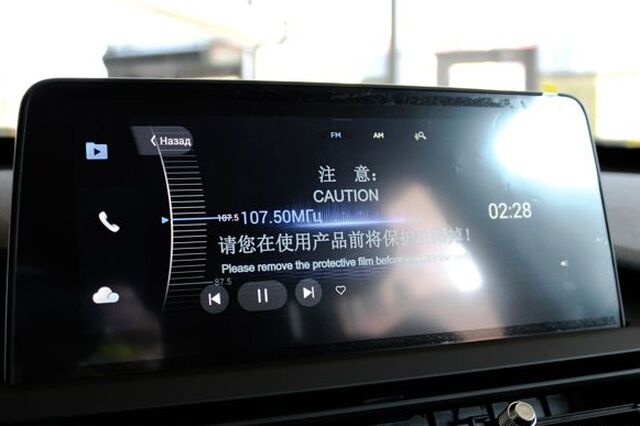 FM AM
Назад
注 意：
CAUTION
107.5 107.50МГц
02:28
请您在使用产品前将保护
Please remove the protective film before
87.5